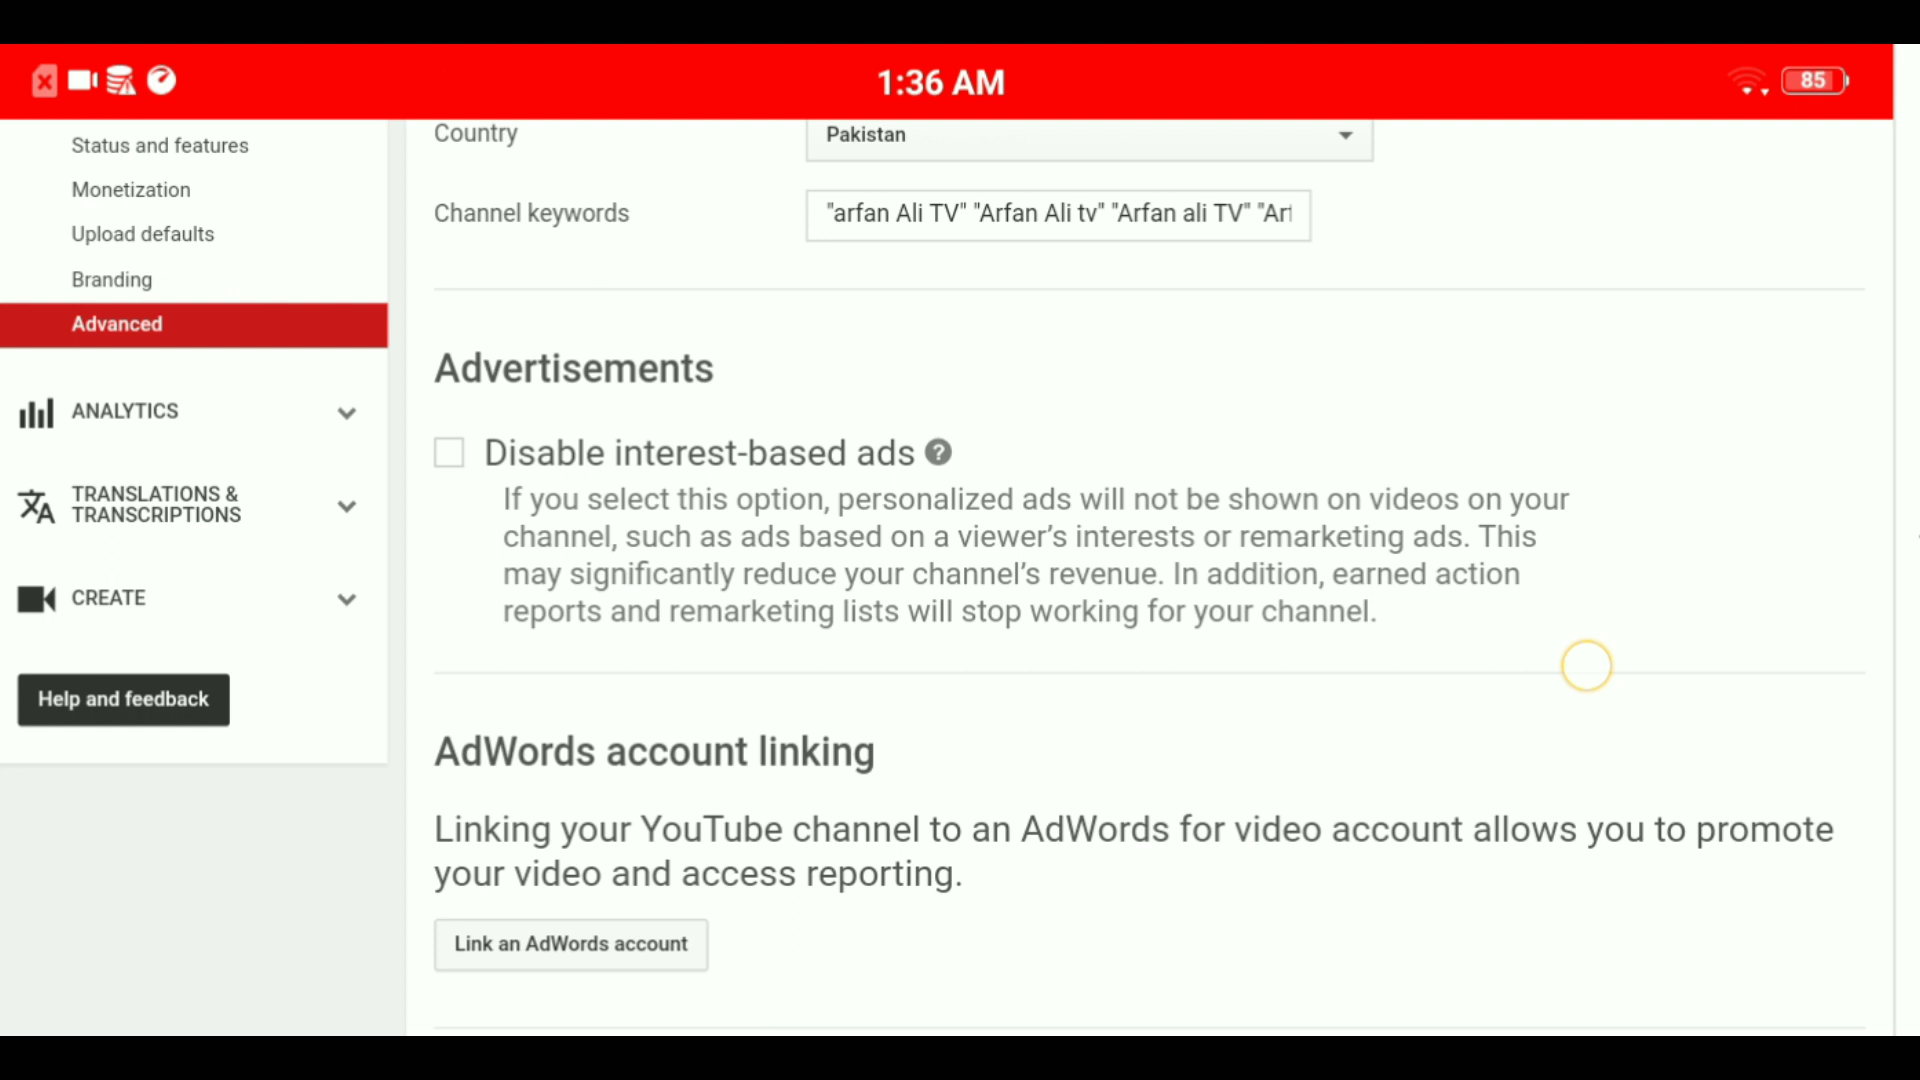 1:36 AM
85
Status and features
Monetization
Upload defaults
Branding
Advanced
ANALYTICS
TRANSLATIONS &
TRANSCRIPTIONS
CREATE
Help and feedback
Country
Pakistan
Channel keywords
"arfan Ali TV" "Arfan Ali tv" "Arfan ali TV" "Arf
Advertisements
Disable interest-based ads ?
If you select this option, personalized ads will not be shown on videos on your
channel, such as ads based on a viewer’s interests or remarketing ads. This
may significantly reduce your channel’s revenue. In addition, earned action
reports and remarketing lists will stop working for your channel.
AdWords account linking
Linking your YouTube channel to an AdWords for video account allows you to promote
your video and access reporting.
Link an AdWords account